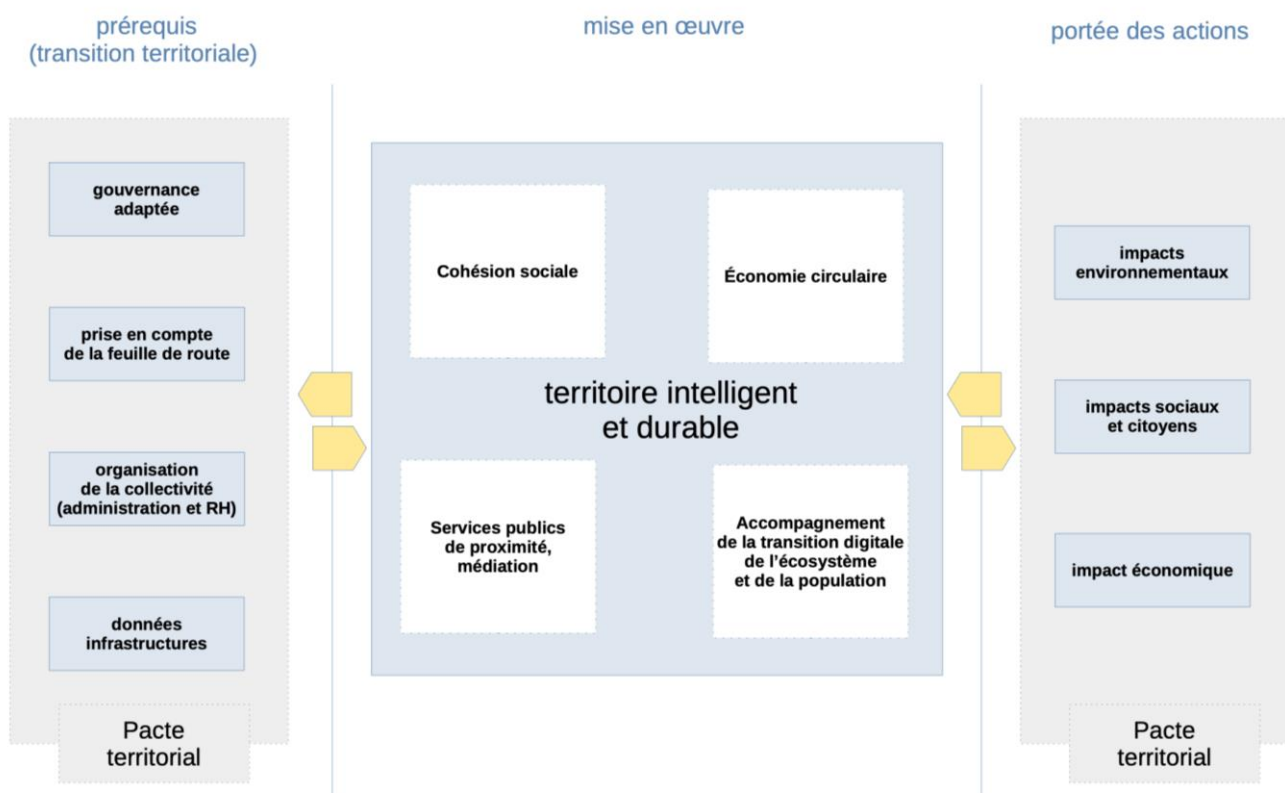 prérequis
(transition territoriale)
mise en œuvre
portée des actions
gouvernance
adaptée
prise en compte
de la feuille de route
organisation
de la collectivité
(administration et RH)
données
infrastructures
Pacte
territorial
Cohésion sociale
Économie circulaire
territoire intelligent
et durable
Services publics
de proximité,
médiation
Accompagnement
de la transition digitale
de l'écosystème
et de la population
impacts
environnementaux
impacts sociaux
et citoyens
impact économique
Pacte
territorial